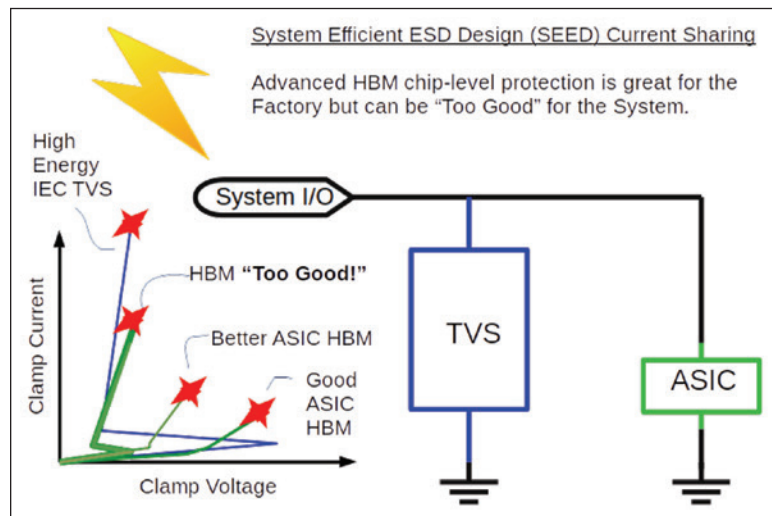 System Efficient ESD Design (SEED) Current Sharing
Advanced HBM chip-level protection is great for the
Factory but can be “Too Good” for the System.
High
Energy
IEC TVS
System I/O
HBM “Too Good!”
Better ASIC HBM
Good
ASIC
HBM
Clamp Current
Clamp Voltage
TVS
ASIC